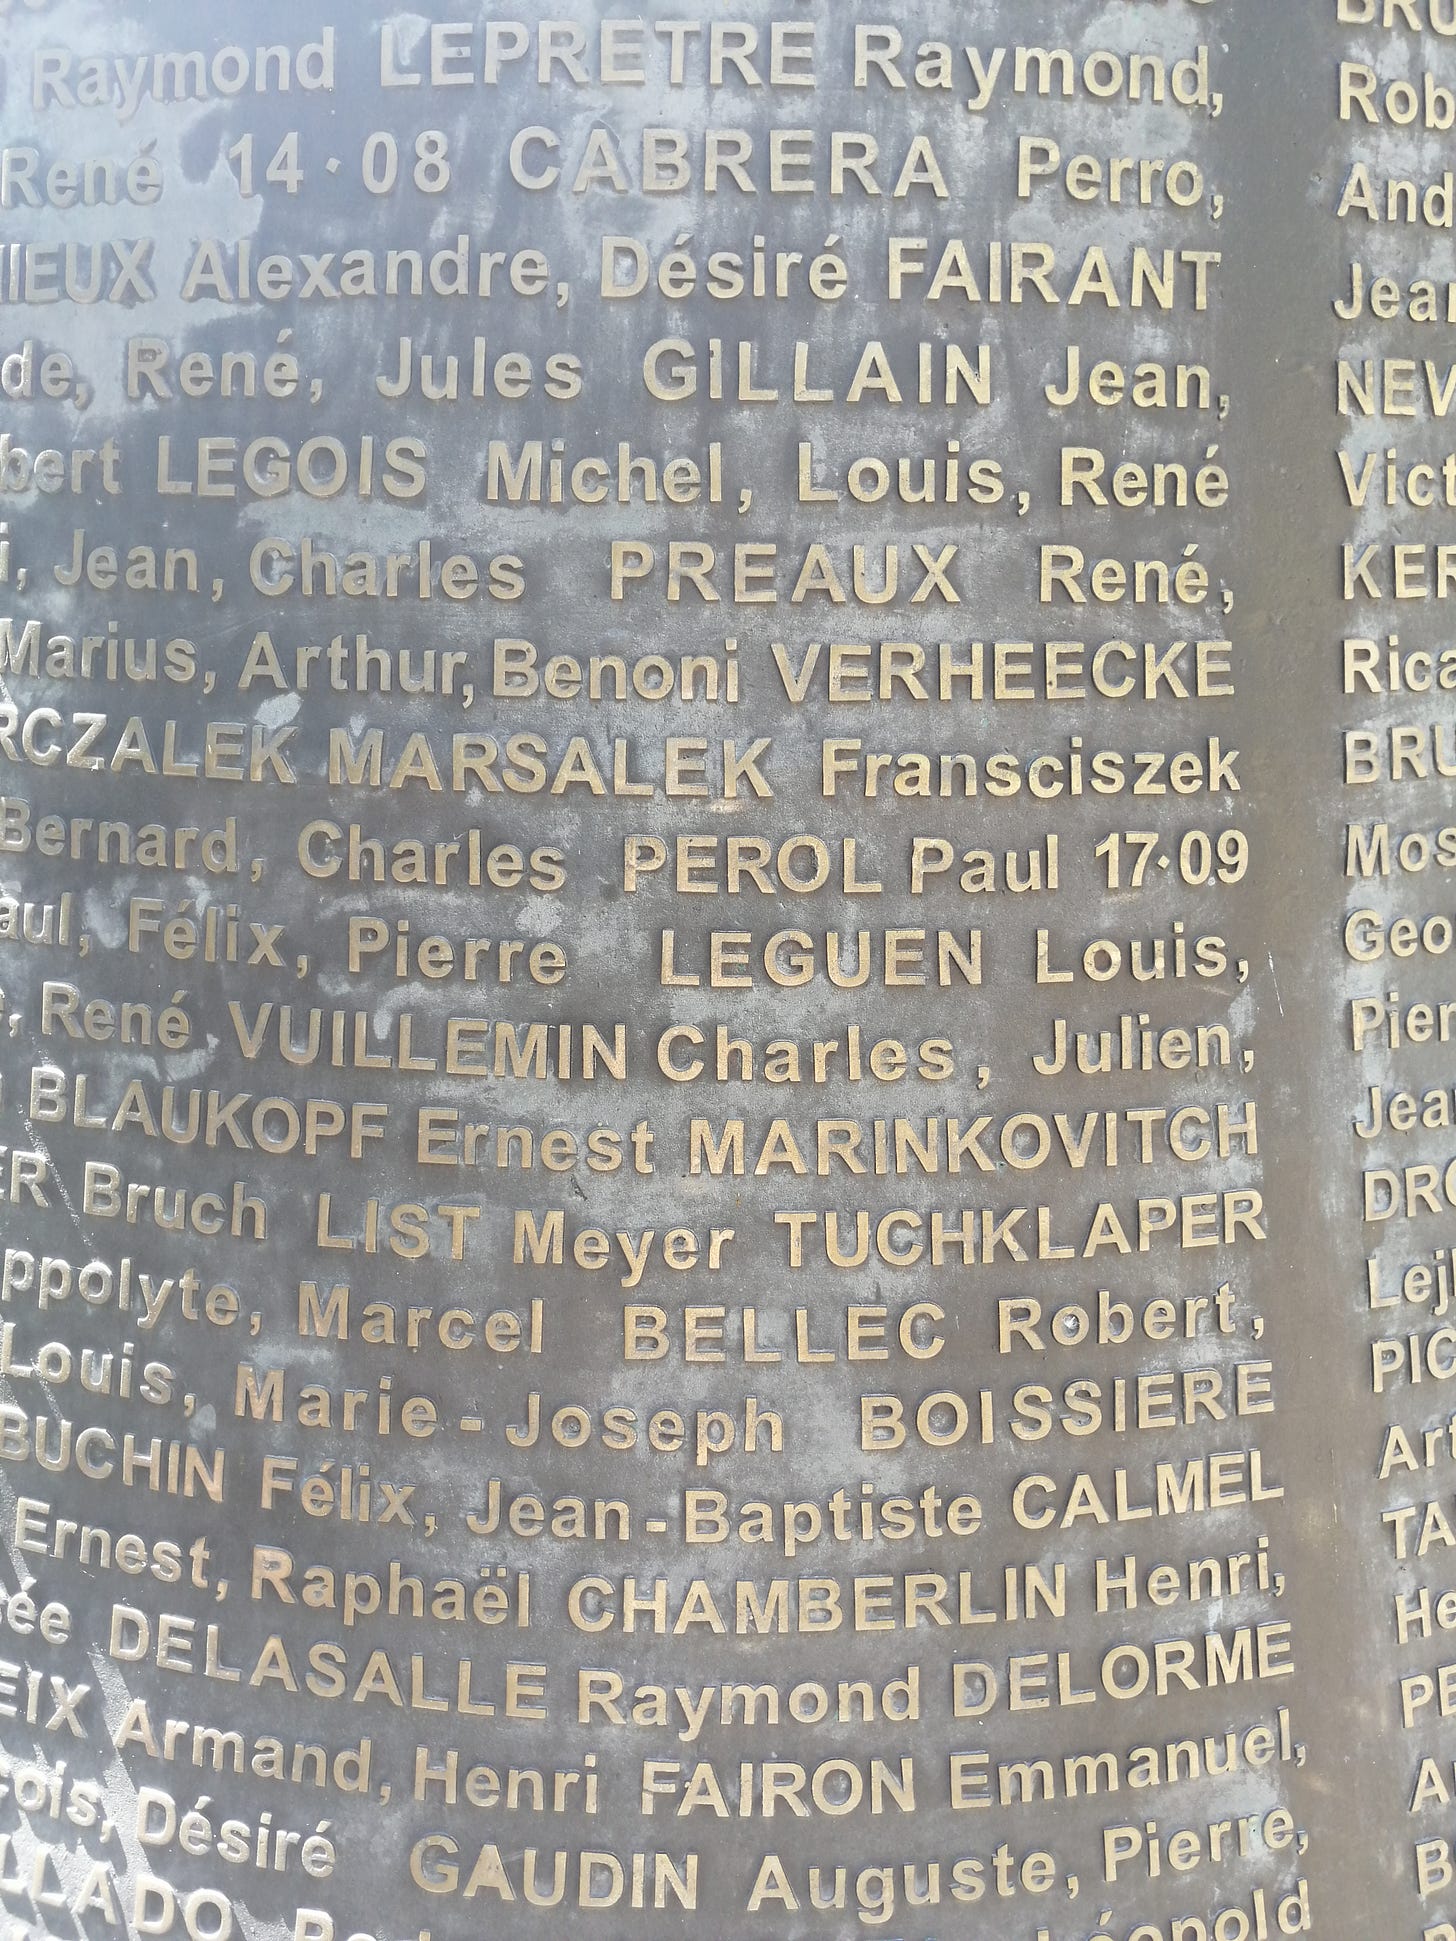 Raymond LEPRETRE Raymond,
René 14·08 CABRERA Perro,
Alexandre, Désiré FAIRANT
René, Jules GILLAIN Jean,
LEGOIS Michel, Louis, René
Jean, Charles PREAUX René,
Marius, Arthur, Benoni VERHEECKE
MARSALEK Fransciszek
Bernard, Charles PEROL Paul 17·09
Félix, Pierre LEGUEN Louis,
René VUILLEMIN Charles, Julien,
BLAUKOPF Ernest MARINKOVITCH
Bruch LIST Meyer TUCHKLAPER
Marcel BELLEC Robert,
Louis, Marie-Joseph BOISSIERE
Félix, Jean-Baptiste CALMEL
Ernest, Raphaël CHAMBERLIN Henri,
DELASALLE Raymond DELORME
Armand, Henri FAIRON Emmanuel,
Désiré GAUDIN Auguste, Pierre,